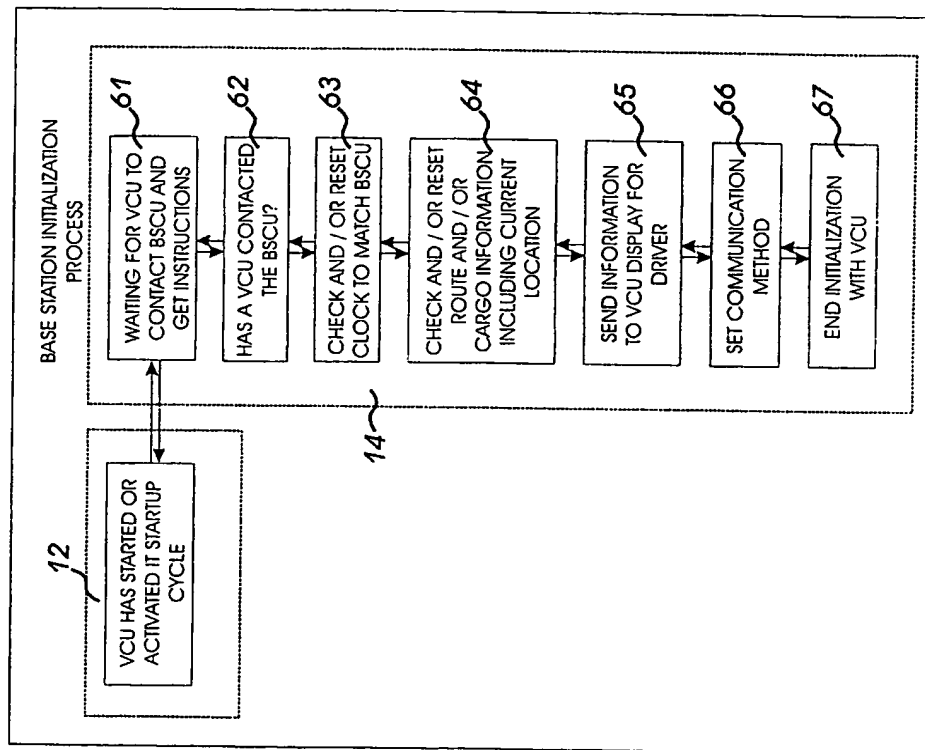 BASE STATION INITIALIZATION
PROCESS
12
VCU HAS STARTED OR
ACTIVATED IT STARTUP
CYCLE
14
61
WAITING FOR VCU TO
CONTACT BSCU AND
GET INSTRUCTIONS
62
HAS A VCU CONTACTED
THE BSCU?
63
CHECK AND / OR RESET
CLOCK TO MATCH BSCU
64
CHECK AND / OR RESET
ROUTE AND / OR
CARGO INFORMATION
INCLUDING CURRENT
LOCATION
65
SEND INFORMATION
TO VCU DISPLAY FOR
DRIVER
66
SET COMMUNICATION
METHOD
67
END INITIALIZATION
WITH VCU